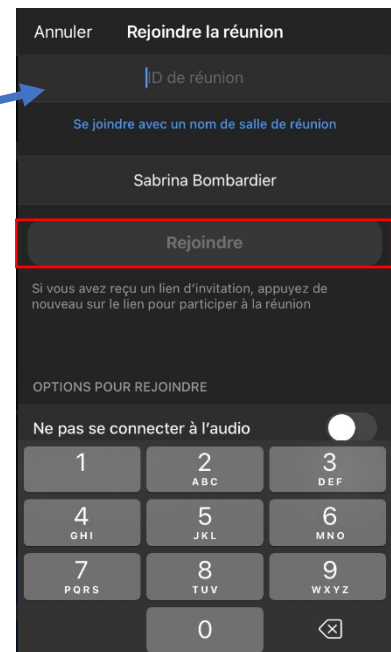 Annuler Rejoindre la réunion
ID de réunion
Se joindre avec un nom de salle de réunion
Sabrina Bombardier
Rejoindre
Si vous avez reçu un lien d'invitation, appuyez de
nouveau sur le lien pour participer à la réunion
OPTIONS POUR REJOINDRE
Ne pas se connecter à l'audio
1 2 3
ABC DEF
4 5 6
GHI JKL MNO
7 8 9
PQRS TUV WXYZ
0